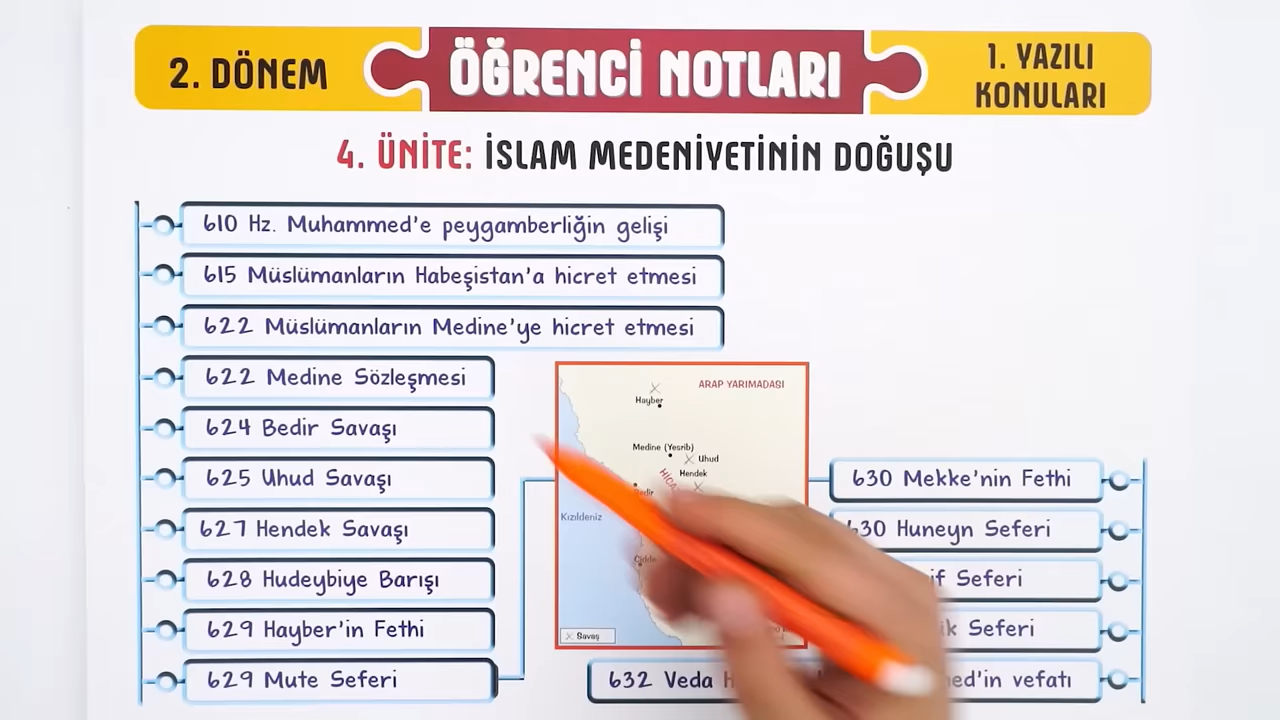 2. DÖNEM
ÖĞRENCİ NOTLARI
1. YAZILI
KONULARI
4. ÜNİTE: İSLAM MEDENİYETİNİN DOĞUŞU
610 Hz. Muhammed'e peygamberliğin gelişi
615 Müslümanların Habeşistan'a hicret etmesi
622 Müslümanların Medine'ye hicret etmesi
622 Medine Sözleşmesi
624 Bedir Savaşı
625 Uhud Savaşı
627 Hendek Savaşı
628 Hudeybiye Barışı
629 Hayber'in Fethi
629 Mute Seferi
ARAP YARIMADASI
Hayber
Medine (Yesrib)
Uhud
Hendek
Kızıldeniz
Savaş
630 Mekke'nin Fethi
630 Huneyn Seferi
Seferi
Seferi
632 Veda
vefatı